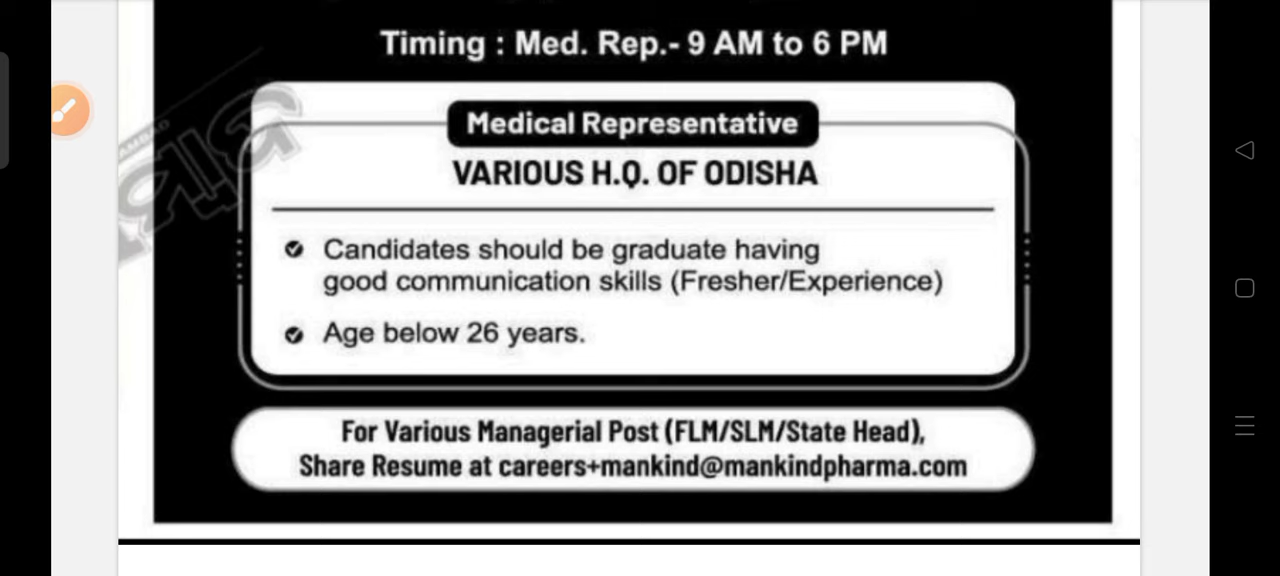 Timing : Med. Rep.- 9 AM to 6 PM
Medical Representative
VARIOUS H.Q. OF ODISHA
Candidates should be graduate having
good communication skills (Fresher/Experience)
Age below 26 years.
For Various Managerial Post (FLM/SLM/State Head),
Share Resume at careers+mankind@mankindpharma.com